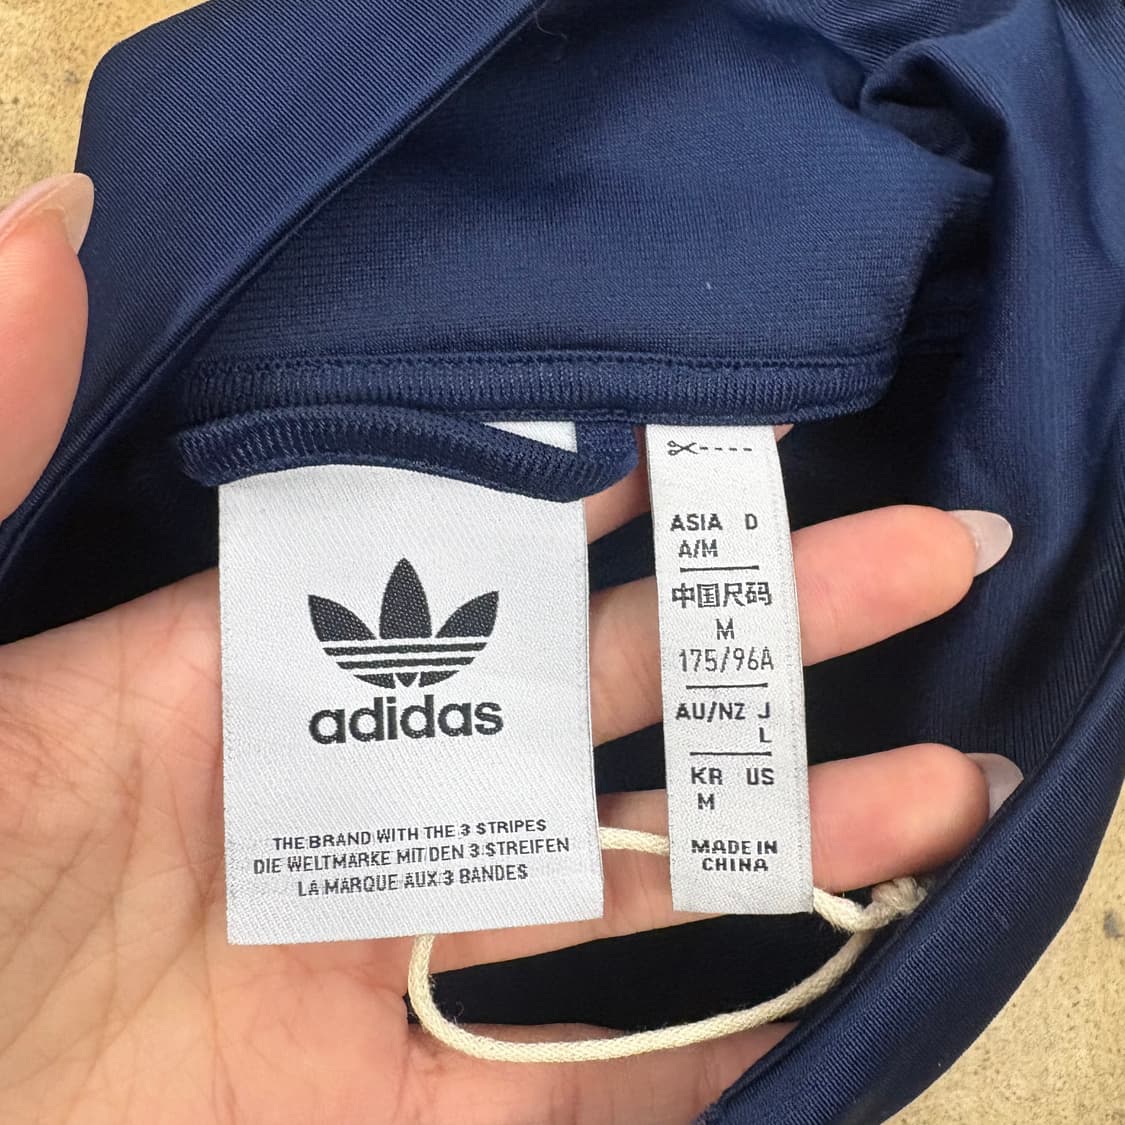 adidas
THE BRAND WITH THE 3 STRIPES
DIE WELTMARKE MIT DEN 3 STREIFEN
LA MARQUE AUX 3 BANDES
ASIA D
A/M
中国尺码
M
175/96A
AU/NZ J
L
KR US
M
MADE IN
CHINA